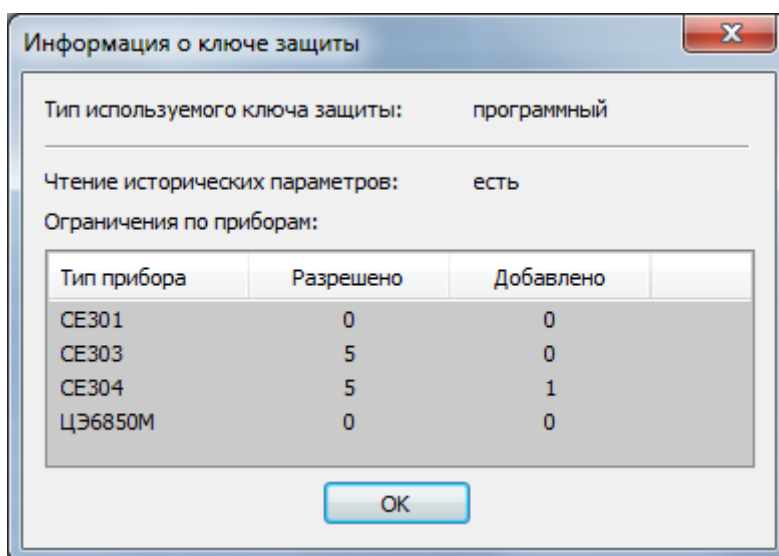 Информация о ключе защиты
Тип используемого ключа защиты: программный
Чтение исторических параметров: есть
Ограничения по приборам:
Тип прибора Разрешено Добавлено
CE301 0 0
CE303 5 0
CE304 5 1
ЦЭ6850М 0 0
OK